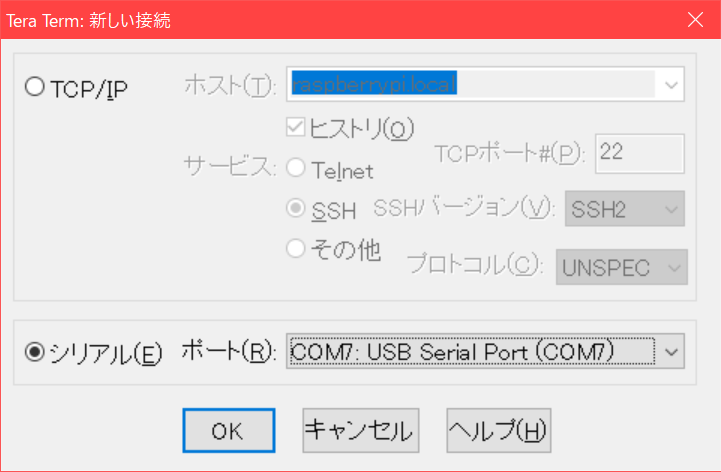 Tera Term: 新しい接続
TCP/IP
ホスト(T):
raspberrypi.local
ヒストリ(O)
サービス:
Telnet
TCPポート#(P):
22
SSH
SSHバージョン(V):
SSH2
その他
プロトコル(C):
UNSPEC
シリアル(E)
ポート(R):
COM7: USB Serial Port (COM7)
OK
キャンセル
ヘルプ(H)